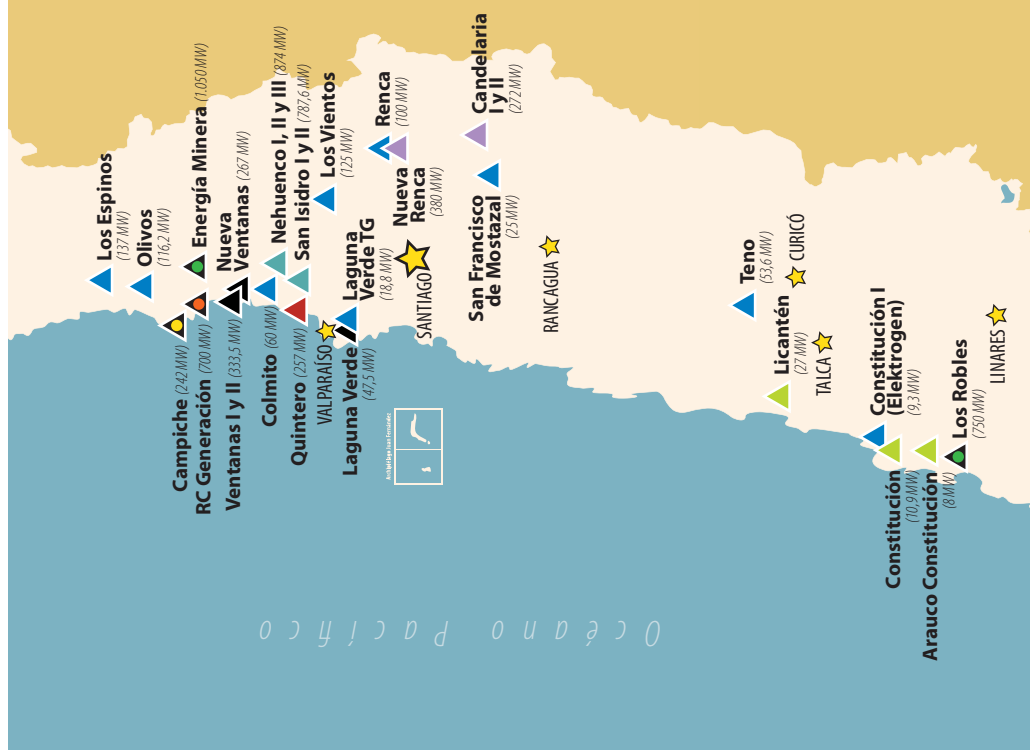 Los Espinos
(137 MW)
Olivos
(116,2 MW)
Campiche (242MW)
RC Generación (700 MW)
Energía Minera (1.050 MW)
Ventanas I y II (333,5 MW)
Nueva
Ventanas (267 MW)
Colmito (60 MW)
Nehuenco I, II y III (874 MW)
Quintero (257 MW)
San Isidro I y II (787,6 MW)
VALPARAÍSO
Los Vientos
(125 MW)
Laguna Verde
(47,5 MW)
Laguna
Verde TG
(18,8 MW)
Renca
(100 MW)
Nueva
Renca
(380 MW)
SANTIAGO
Archipiélago Juan Fernández
Candelaria
I y II
(272 MW)
San Francisco
de Mostazal
(25 MW)
RANCAGUA
Teno
(53,6 MW)
CURICÓ
Licantén
(27 MW)
TALCA
Constitución I
(Elektrogen)
(9,3 MW)
Constitución
(10,9 MW)
Arauco Constitución
(8 MW)
Los Robles
(750 MW)
LINARES
Océano Pacífico